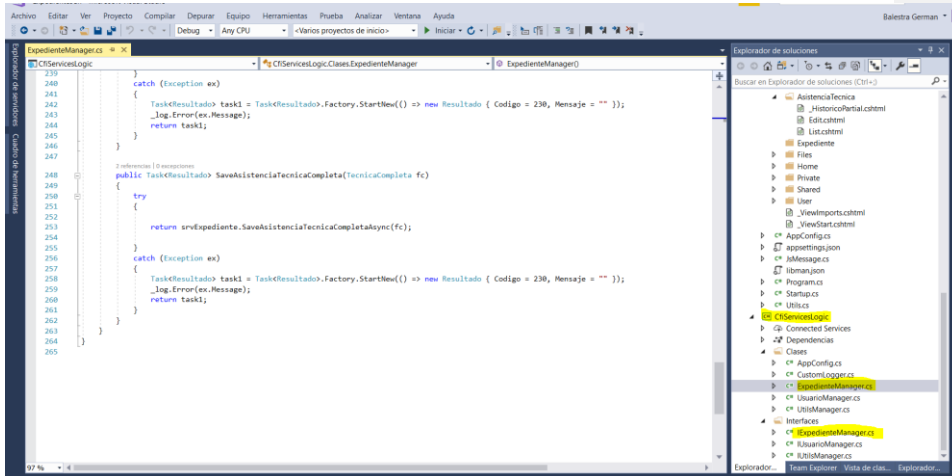 Archivo Editar Ver Proyecto Compilar Depurar Equipo Herramientas Prueba Analizar Ventana Ayuda Balestra German
Debug Any CPU <Varios proyectos de inicio> Iniciar
ExpedienteManager.cs
CfiServicesLogic CfiServicesLogic.Clases.ExpedienteManager ExpedienteManager()
Explorador de servidores
Cuadro de herramientas
239 }
240 catch (Exception ex)
241 {
242 Task<Resultado> task1 = Task<Resultado>.Factory.StartNew(() => new Resultado { Codigo = 230, Mensaje = "" });
243 _log.Error(ex.Message);
244 return task1;
245 }
246 }
247
2 referencias | 0 excepciones
248 public Task<Resultado> SaveAsistenciaTecnicaCompleta(TecnicaCompleta fc)
249 {
250 try
251 {
252
253 return srvExpediente.SaveAsistenciaTecnicaCompletaAsync(fc);
254
255 }
256 catch (Exception ex)
257 {
258 Task<Resultado> task1 = Task<Resultado>.Factory.StartNew(() => new Resultado { Codigo = 230, Mensaje = "" });
259 _log.Error(ex.Message);
260 return task1;
261 }
262 }
263 }
264 }
265
97 %
Explorador de soluciones
Buscar en Explorador de soluciones (Ctrl+;)
AsistenciaTecnica
_HistoricoPartial.cshtml
Edit.cshtml
List.cshtml
Expediente
Files
Home
Private
Shared
User
_ViewImports.cshtml
_ViewStart.cshtml
C# AppConfig.cs
appsettings.json
C# JsMessage.cs
libman.json
C# Program.cs
C# Startup.cs
C# Utils.cs
C# CfiServicesLogic
Connected Services
Dependencias
Clases
C# AppConfig.cs
C# CustomLogger.cs
C# ExpedienteManager.cs
C# UsuarioManager.cs
C# UtilsManager.cs
Interfaces
C# IExpedienteManager.cs
C# IUsuarioManager.cs
C# IUtilsManager.cs
Explorador... Team Explorer Vista de clas... Explorador...